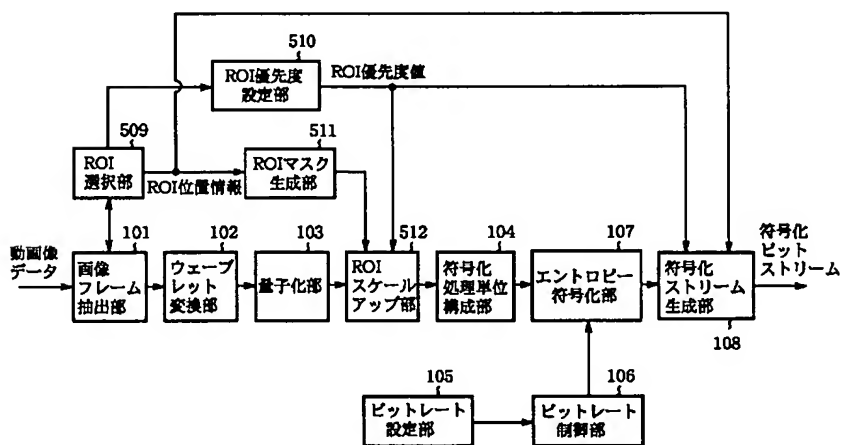 510
ROI優先度
設定部
ROI優先度値
509
511
ROI
選択部
ROI位置情報
ROIマスク
生成部
動画像
データ
101
画像
フレーム
抽出部
102
ウェーブ
レット
変換部
103
量子化部
512
ROI
スケール
アップ部
104
符号化
処理単位
構成部
107
エントロピー
符号化部
符号化
ストリーム
生成部
108
符号化
ビット
ストリーム
105
ビットレート
設定部
106
ビットレート
制御部